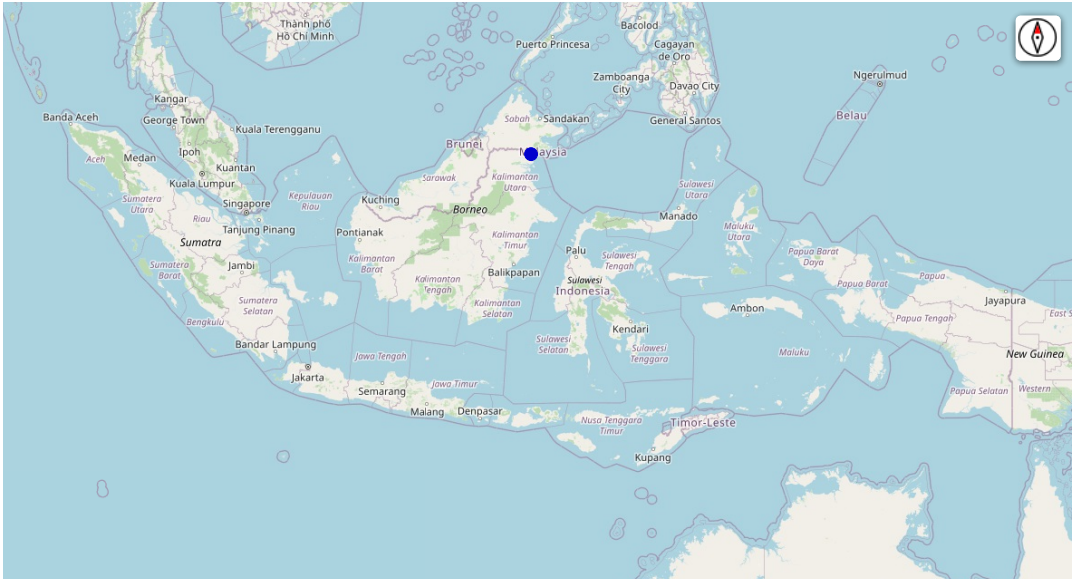 Thành phố
Hồ Chí Minh
Bacolod
Puerto Princesa
Cagayan
de Oro
Zamboanga
City
Davao City
General Santos
Ngerulmud
Belau
Kangar
Banda Aceh
George Town
Kuala Terengganu
Ipoh
Kuantan
Kuala Lumpur
Aceh
Medan
Sabah
Sandakan
Brunei
Malaysia
Kalimantan
Utara
Sarawak
Kepulauan
Riau
Singapore
Kuching
Sumatera
Utara
Riau
Tanjung Pinang
Sumatra
Borneo
Pontianak
Sulawesi
Utara
Manado
Maluku
Utara
Kalimantan
Timur
Kalimantan
Barat
Palu
Sulawesi
Tengah
Papua Barat
Daya
Sumatera
Barat
Jambi
Balikpapan
Kalimantan
Tengah
Sulawesi
Indonesia
Papua Barat
Papua
Jayapura
Sumatera
Selatan
Kalimantan
Selatan
Ambon
Papua Tengah
East S
Bengkulu
Kendari
Bandar Lampung
Sulawesi
Selatan
Sulawesi
Tenggara
Maluku
New Guinea
Jawa Tengah
Jakarta
Semarang
Jawa Timur
Papua Selatan
Western
Malang
Denpasar
Nusa Tenggara
Timur
Timor-Leste
Kupang